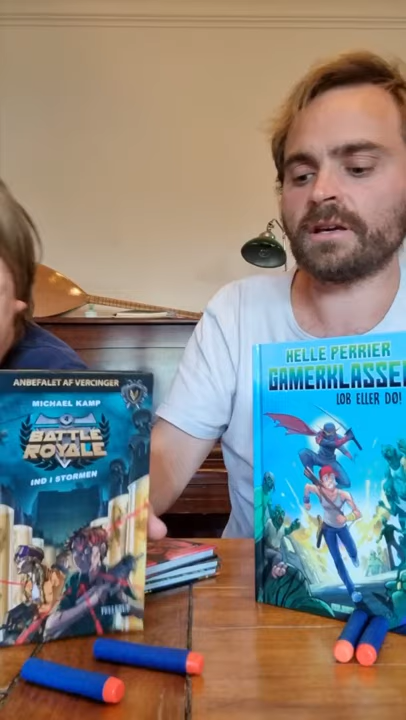 ANBEFALET AF VERCINGER
MICHAEL KAMP
BATTLE
ROYALE
IND I STORMEN
HELLE PERRIER
GAMERKLASSEN
LØB ELLER DØ!